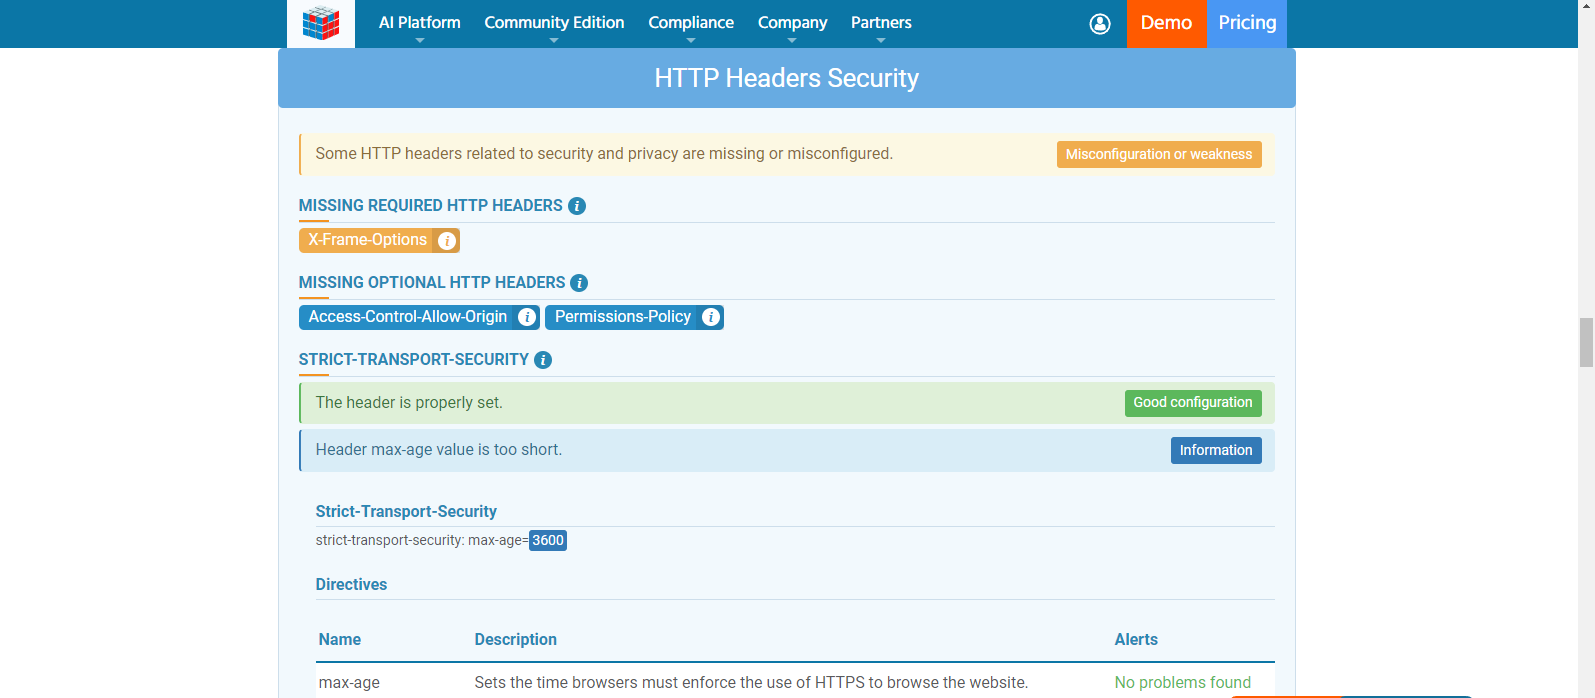 AI Platform Community Edition Compliance Company Partners Demo Pricing
HTTP Headers Security
Some HTTP headers related to security and privacy are missing or misconfigured. Misconfiguration or weakness
MISSING REQUIRED HTTP HEADERS i
X-Frame-Options i
MISSING OPTIONAL HTTP HEADERS i
Access-Control-Allow-Origin i Permissions-Policy i
STRICT-TRANSPORT-SECURITY i
The header is properly set. Good configuration
Header max-age value is too short. Information
Strict-Transport-Security
strict-transport-security: max-age=3600
Directives
Name Description Alerts
max-age Sets the time browsers must enforce the use of HTTPS to browse the website. No problems found